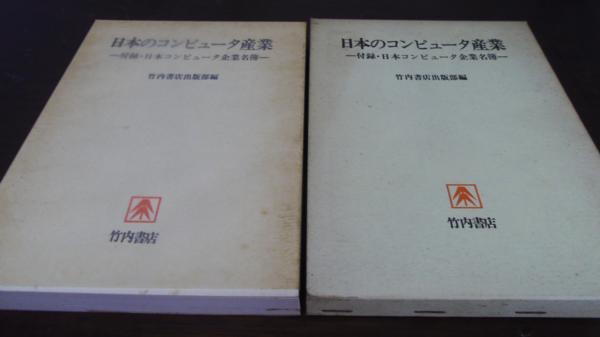 日本のコンピュータ産業
―付録・日本コンピュータ企業名簿―
竹内書店出版部編
竹内書店
日本のコンピュータ産業
―付録・日本コンピュータ企業名簿―
竹内書店出版部編
竹内書店